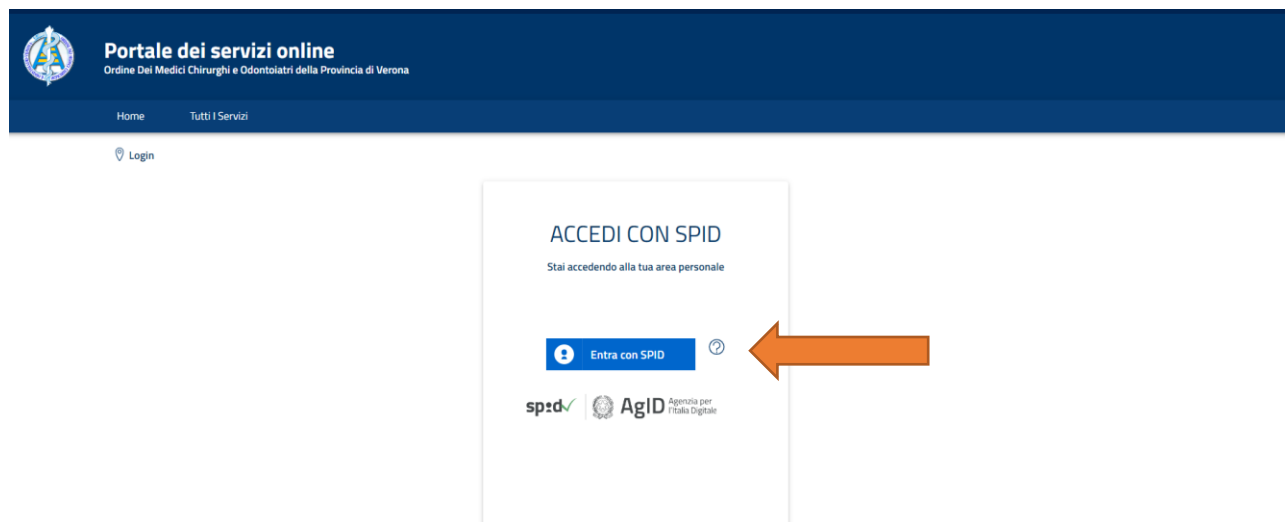 Portale dei servizi online
Ordine Dei Medici Chirurghi e Odontoiatri della Provincia di Verona
Home Tutti I Servizi
Login
ACCEDI CON SPID
Stai accedendo alla tua area personale
Entra con SPID
spid AgID Agenzia per
l'Italia Digitale